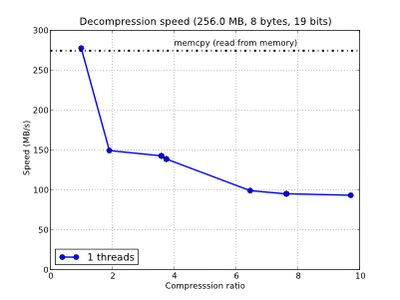 Decompression speed (256.0 MB, 8 bytes, 19 bits)
300
memcpy (read from memory)
250
200
150
100
50
0
Speed (MB/s)
1 threads
0 2 4 6 8 10
Compresssion ratio